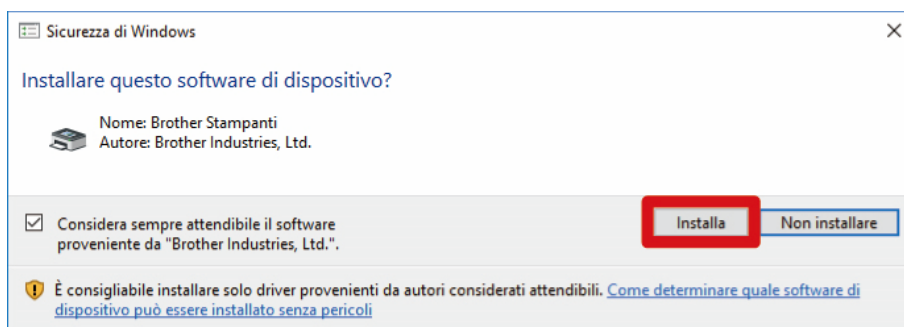 Sicurezza di Windows
Installare questo software di dispositivo?
Nome: Brother Stampanti
Autore: Brother Industries, Ltd.
Considera sempre attendibile il software
proveniente da "Brother Industries, Ltd.".
Installa
Non installare
È consigliabile installare solo driver provenienti da autori considerati attendibili. Come determinare quale software di
dispositivo può essere installato senza pericoli